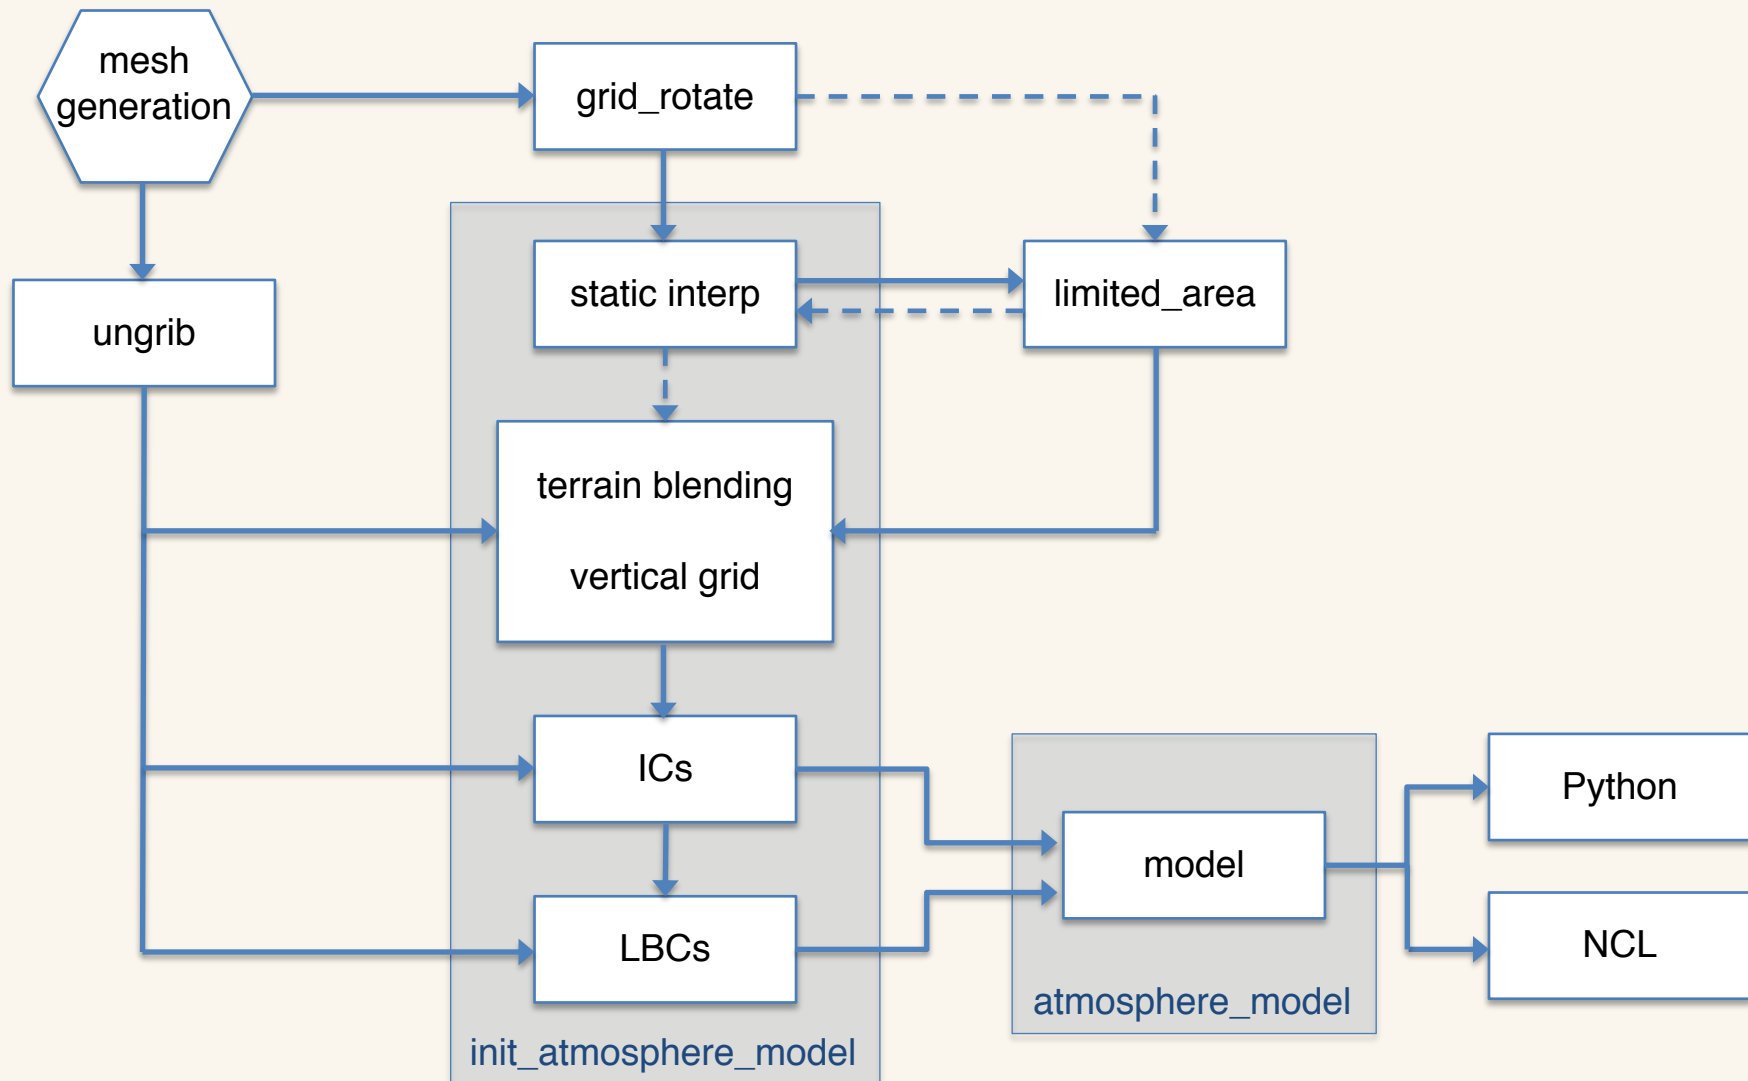 mesh
generation
grid_rotate
static interp
limited_area
ungrib
terrain blending
vertical grid
ICs
Python
model
LBCs
NCL
atmosphere_model
init_atmosphere_model